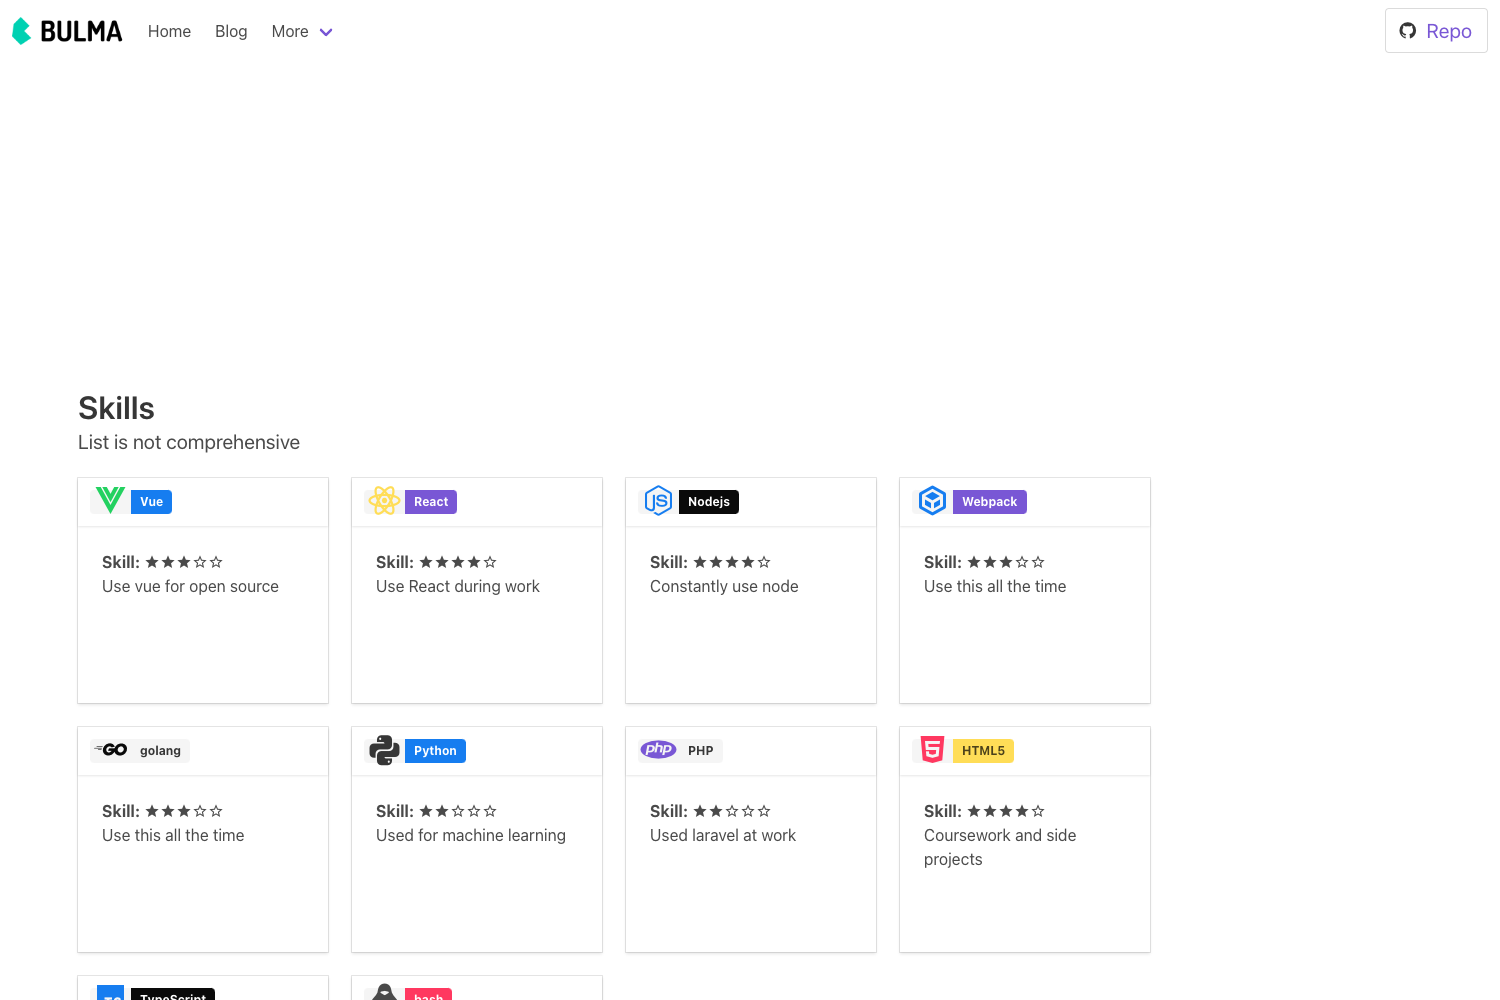 BULMA Home Blog More Repo
Skills
List is not comprehensive
Vue
Skill: ★★★☆☆
Use vue for open source
React
Skill: ★★★★☆
Use React during work
JS Nodejs
Skill: ★★★★☆
Constantly use node
Webpack
Skill: ★★★☆☆
Use this all the time
GO golang
Skill: ★★★☆☆
Use this all the time
Python
Skill: ★★☆☆☆
Used for machine learning
php PHP
Skill: ★★☆☆☆
Used laravel at work
5 HTML5
Skill: ★★★★☆
Coursework and side
projects
TS TypeScript
bash